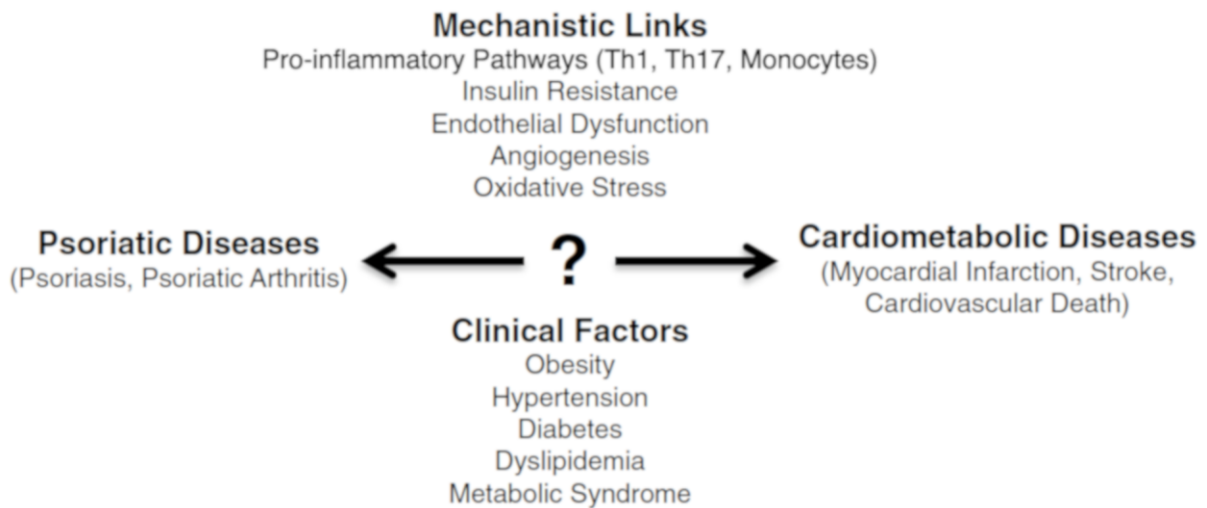 Mechanistic Links
Pro-inflammatory Pathways (Th1, Th17, Monocytes)
Insulin Resistance
Endothelial Dysfunction
Angiogenesis
Oxidative Stress
Psoriatic Diseases
(Psoriasis, Psoriatic Arthritis)
?
Cardiometabolic Diseases
(Myocardial Infarction, Stroke,
Cardiovascular Death)
Clinical Factors
Obesity
Hypertension
Diabetes
Dyslipidemia
Metabolic Syndrome